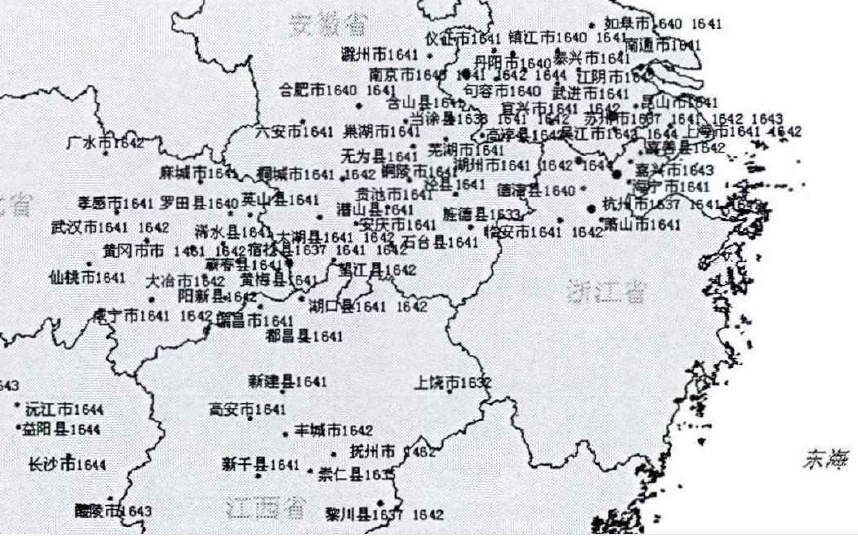 安徽省
如皋市1640 1641
仪征市1641
镇江市1640 1641
南通市1641
滁州市1641
丹阳市1640
泰兴市1641
南京市1640 1641 1642 1644
江阴市
合肥市1640 1641
句容市1640
武进市1641
含山县1641
宜兴市1641 1642
昆山市1641
当涂县1638 1641 1642
苏州市1637 1641 1642 1643
六安市1641
巢湖市1641
高淳县1642
吴江市1643 1644
上海市1641 1642
广水市1642
芜湖市1641
嘉善县1642
无为县1641
湖州市1641 1642 1644
嘉兴市1643
麻城市1641
桐城市1641 1642
铜陵市1641
泾县1641
德清县1640
海宁市1641
孝感市1641
罗田县1640
英山县1641
贵池市1641
潜山县1641
旌德县1633
杭州市1637 1641
武汉市1641 1642
浠水县1641
太湖县1641 1642
安庆市1641
石台县1641
临安市1641 1642
萧山市1641
黄冈市市 1461 1642
宿松县1637 1641
蕲春县1641
仙桃市1641
大冶市1642
黄梅县1641
望江县1642
浙江省
阳新县1642
湖口县1641 1642
咸宁市1641 1642
瑞昌市1641
都昌县1641
新建县1641
上饶市1632
沅江市1644
高安市1641
益阳县1644
丰城市1642
抚州市 1462
东海
长沙市1644
新干县1641
崇仁县1635
醴陵市1643
江西省
黎川县1637 1642